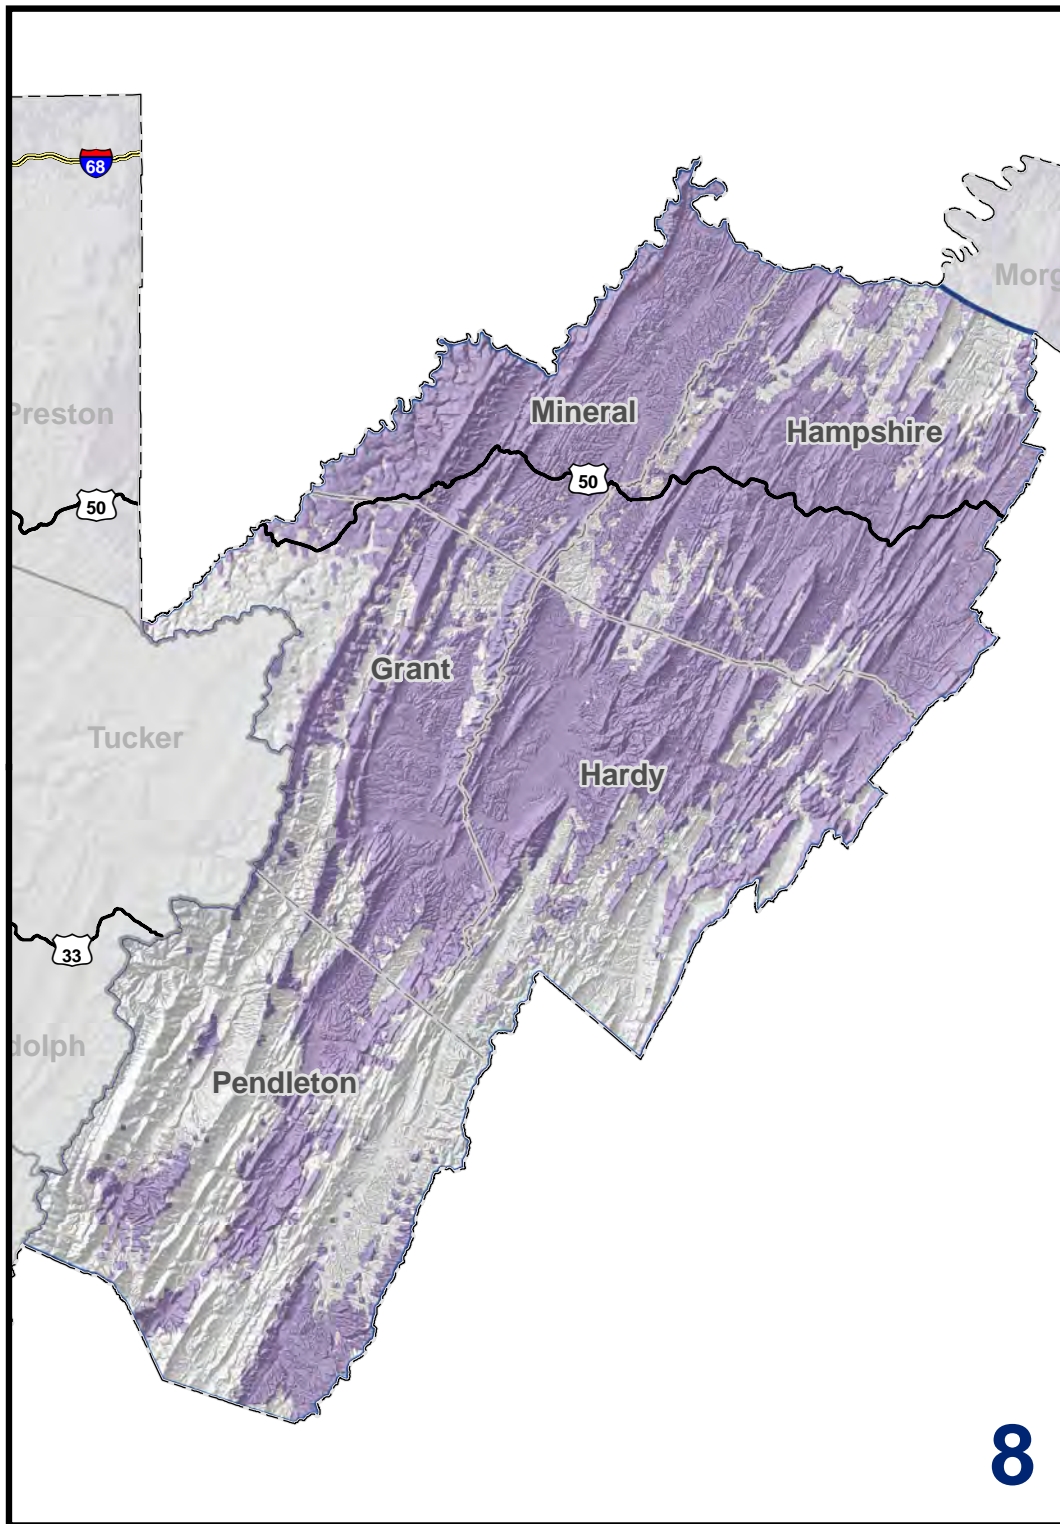 68
Morg
Preston
Mineral
Hampshire
50
50
Grant
Tucker
Hardy
33
dolph
Pendleton
8